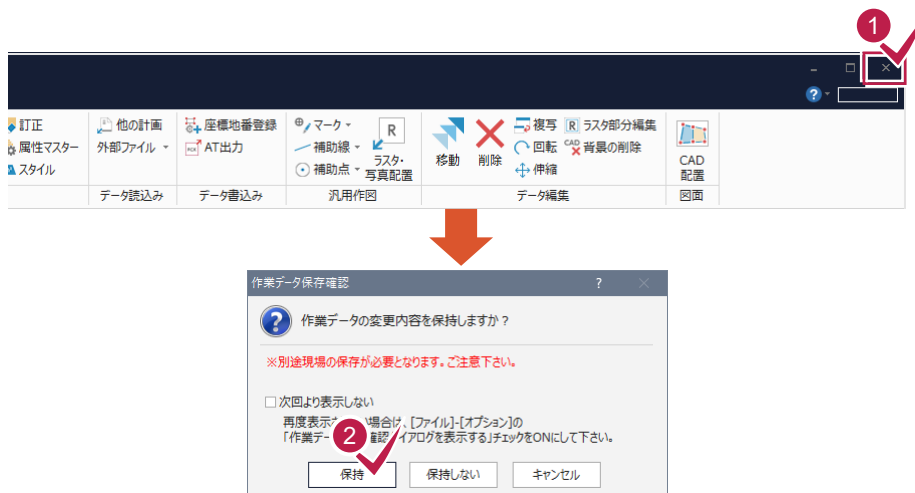 1
訂正
他の計画
座標地番登録
マーク
R
複写
R ラスタ部分編集
属性マスター
外部ファイル
AT出力
補助線
ラスタ・
写真配置
移動
削除
回転
CAD 背景の削除
CAD
配置
スタイル
補助点
伸縮
データ読込み
データ書込み
汎用作図
データ編集
図面
作業データ保存確認
?
作業データの変更内容を保持しますか？
※別途現場の保存が必要となります。ご注意下さい。
次回より表示しない
再度表示 場合は、[ファイル]-[オプション]の
「作業デー 確認 イアログを表示する」チェックをONにして下さい。
2
保持
保持しない
キャンセル